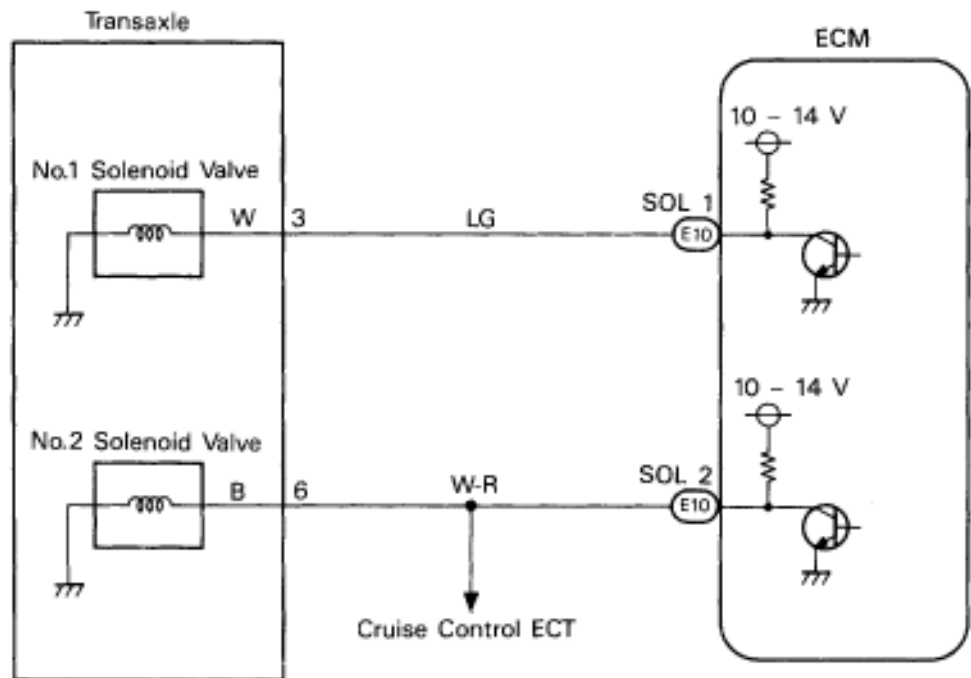 Transaxle
ECM
10 – 14 V
No.1 Solenoid Valve
W 3 LG SOL 1 E10
10 – 14 V
No.2 Solenoid Valve
B 6 W-R SOL 2 E10
Cruise Control ECT